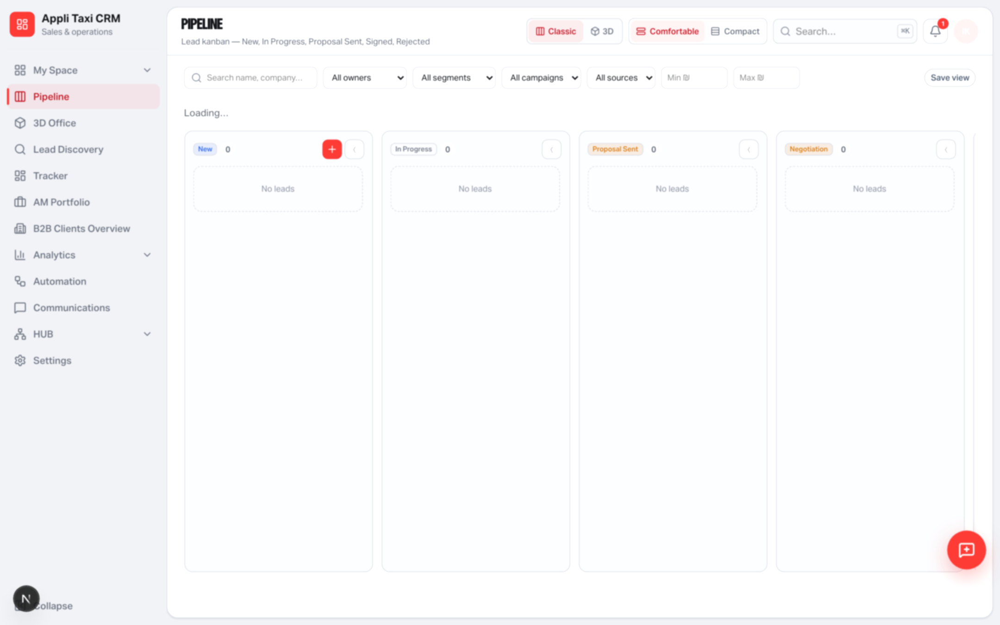 Appli Taxi CRM
Sales & operations
My Space
Pipeline
3D Office
Lead Discovery
Tracker
AM Portfolio
B2B Clients Overview
Analytics
Automation
Communications
HUB
Settings
N
Collapse
PIPELINE
Lead kanban — New, In Progress, Proposal Sent, Signed, Rejected
Classic
3D
Comfortable
Compact
Search...
⌘K
1
IK
Search name, company...
All owners
All segments
All campaigns
All sources
Min ₪
Max ₪
Save view
Loading...
New 0
No leads
In Progress 0
No leads
Proposal Sent 0
No leads
Negotiation 0
No leads